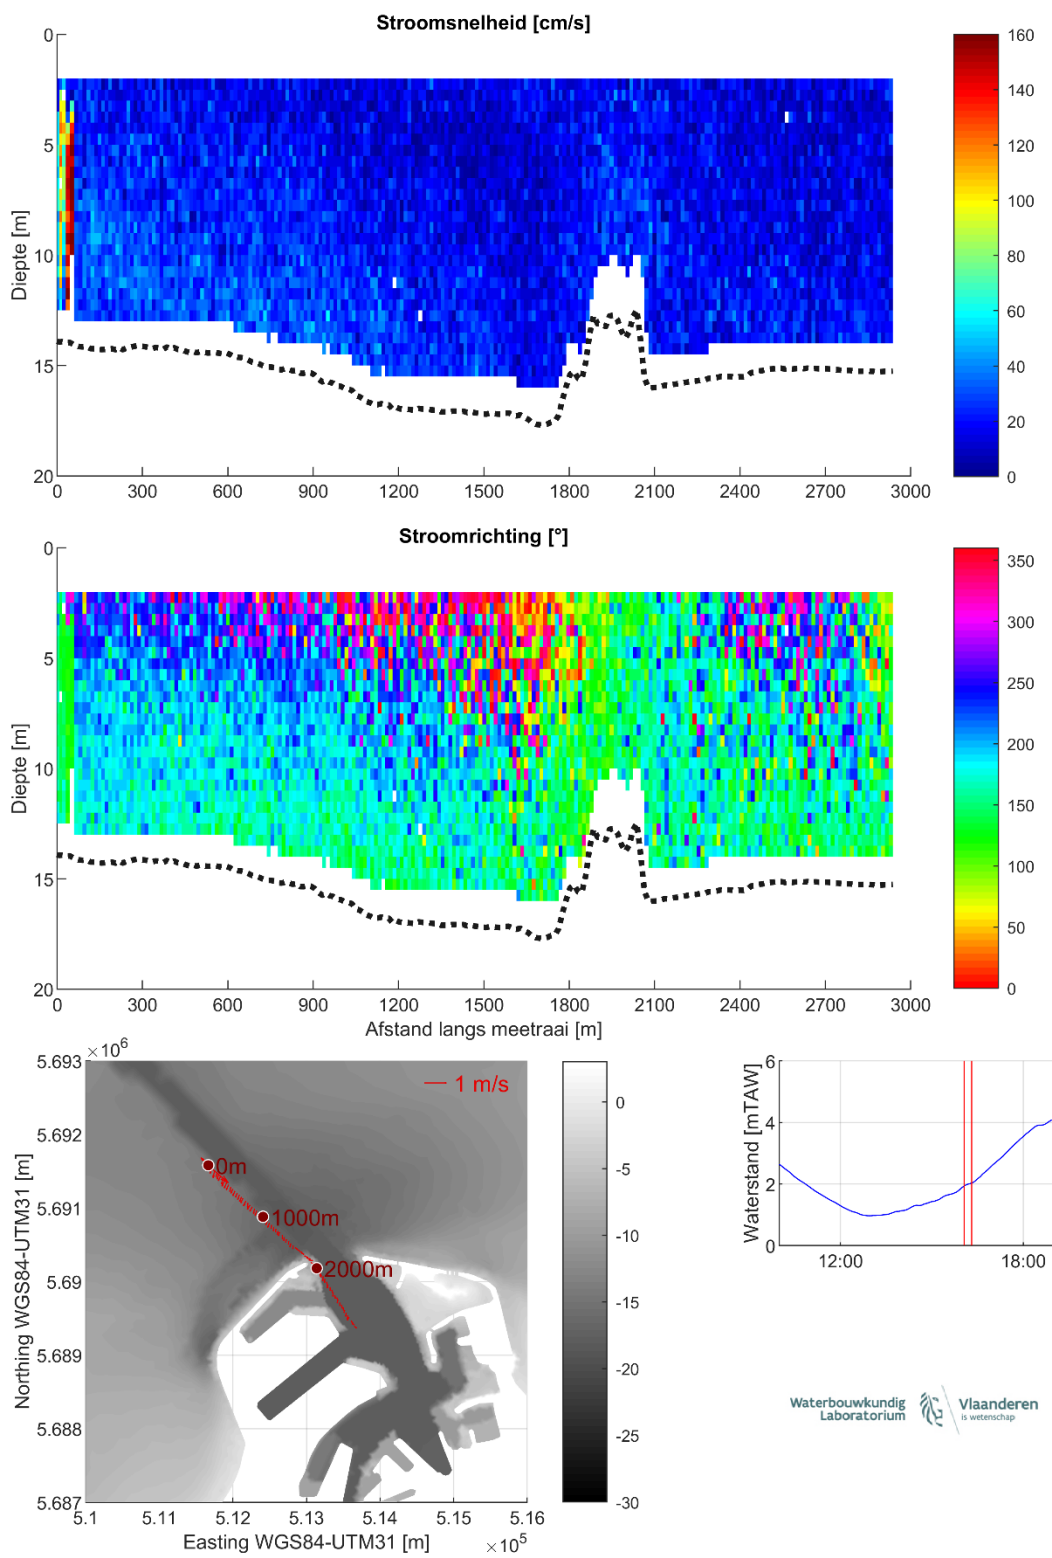 Stroomsnelheid [cm/s]
0
5
10
15
20
Diepte [m]
0 300 600 900 1200 1500 1800 2100 2400 2700 3000
160
140
120
100
80
60
40
20
0
Stroomrichting [°]
0
5
10
15
20
Diepte [m]
0 300 600 900 1200 1500 1800 2100 2400 2700 3000
Afstand langs meetraai [m]
350
300
250
200
150
100
50
0
×10⁶
5.693
5.692
5.691
5.69
5.689
5.688
5.687
Northing WGS84-UTM31 [m]
1 m/s
0m
1000m
2000m
5.1 5.11 5.12 5.13 5.14 5.15 5.16
Easting WGS84-UTM31 [m]
×10⁵
0
-5
-10
-15
-20
-25
-30
Waterstand [mTAW]
6
4
2
0
12:00 18:00
Waterbouwkundig
Laboratorium
Vlaanderen
is wetenschap